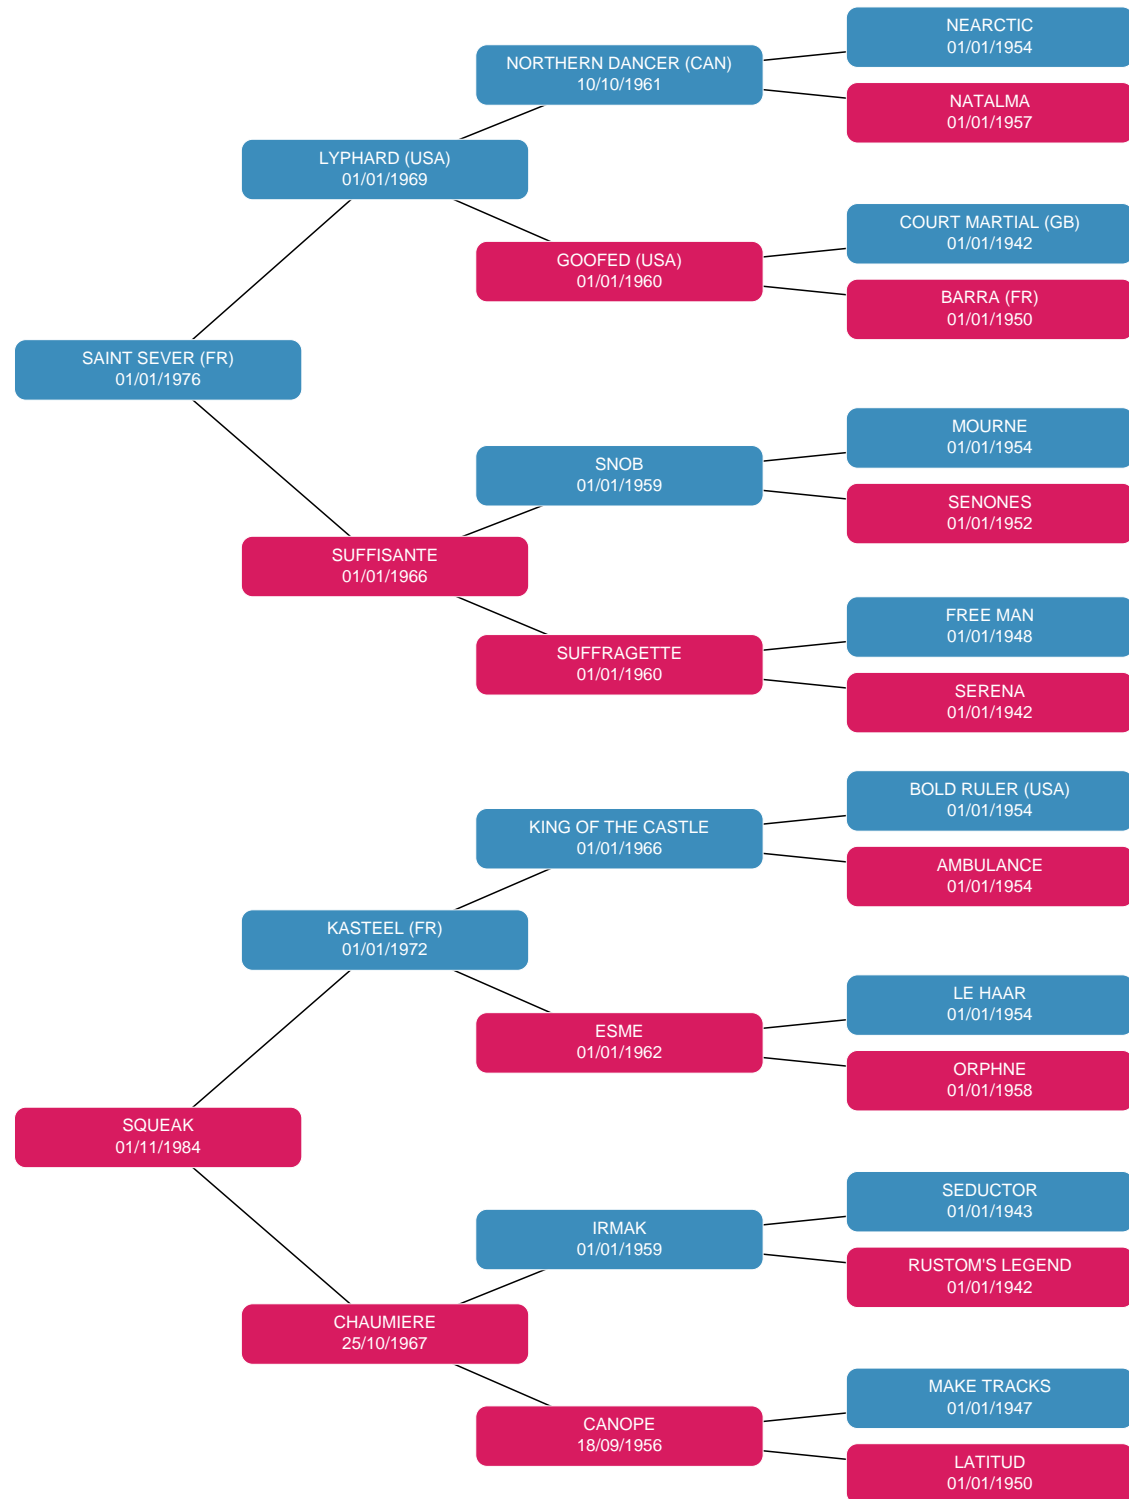 NEARCTIC
01/01/1954
NORTHERN DANCER (CAN)
10/10/1961
NATALMA
01/01/1957
LYPHARD (USA)
01/01/1969
COURT MARTIAL (GB)
01/01/1942
GOOFED (USA)
01/01/1960
BARRA (FR)
01/01/1950
SAINT SEVER (FR)
01/01/1976
MOURNE
01/01/1954
SNOB
01/01/1959
SENONES
01/01/1952
SUFFISANTE
01/01/1966
FREE MAN
01/01/1948
SUFFRAGETTE
01/01/1960
SERENA
01/01/1942
BOLD RULER (USA)
01/01/1954
KING OF THE CASTLE
01/01/1966
AMBULANCE
01/01/1954
KASTEEL (FR)
01/01/1972
LE HAAR
01/01/1954
ESME
01/01/1962
ORPHNE
01/01/1958
SQUEAK
01/11/1984
SEDUCTOR
01/01/1943
IRMAK
01/01/1959
RUSTOM'S LEGEND
01/01/1942
CHAUMIERE
25/10/1967
MAKE TRACKS
01/01/1947
CANOPE
18/09/1956
LATITUD
01/01/1950